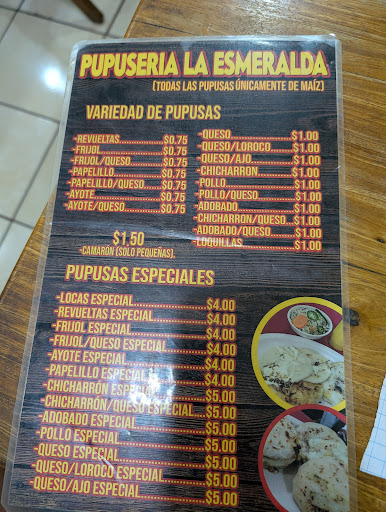 PUPUSERIA LA ESMERALDA
(TODAS LAS PUPUSAS ÚNICAMENTE DE MAÍZ)
VARIEDAD DE PUPUSAS
-REVUELTAS $0.75
-FRIJOL $0.75
-FRIJOL/QUESO $0.75
-PAPELILLO $0.75
-PAPELILLO/QUESO $0.75
-AYOTE $0.75
-AYOTE/QUESO $0.75
-QUESO $1.00
-QUESO/LOROCO $1.00
-QUESO/AJO $1.00
-CHICHARRON $1.00
-POLLO $1.00
-POLLO/QUESO $1.00
-ADOBADO $1.00
-CHICHARRON/QUESO $1.00
-ADOBADO/QUESO $1.00
-LOQUILLAS $1.00
$1,50
-CAMARÓN (SOLO PEQUEÑAS).
PUPUSAS ESPECIALES
-LOCAS ESPECIAL $4.00
-REVUELTAS ESPECIAL $4.00
-FRIJOL ESPECIAL $4.00
-FRIJOL/QUESO ESPECIAL $4.00
-AYOTE ESPECIAL $4.00
-PAPELILLO ESPECIAL $4.00
-CHICHARRÓN ESPECIAL $5.00
-CHICHARRÓN/QUESO ESPECIAL $5.00
-ADOBADO ESPECIAL $5.00
-POLLO ESPECIAL $5.00
-QUESO ESPECIAL $5.00
-QUESO/LOROCO ESPECIAL $5.00
-QUESO/AJO ESPECIAL $5.00